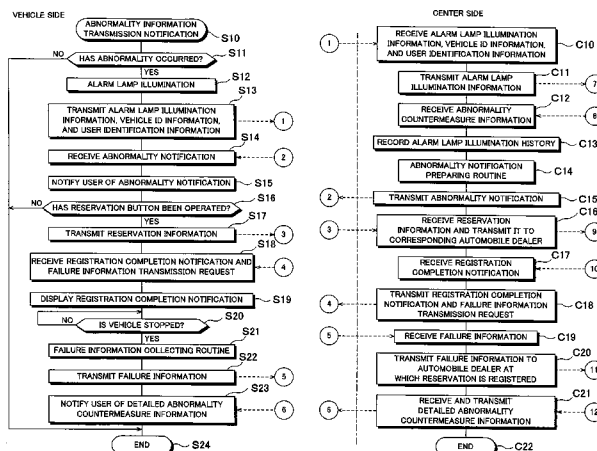 VEHICLE SIDE
ABNORMALITY INFORMATION
TRANSMISSION NOTIFICATION
S10
S11
NO
HAS ABNORMALITY OCCURRED?
YES
S12
ALARM LAMP ILLUMINATION
S13
TRANSMIT ALARM LAMP ILLUMINATION
INFORMATION, VEHICLE ID INFORMATION,
AND USER IDENTIFICATION INFORMATION
1
S14
RECEIVE ABNORMALITY NOTIFICATION
2
NOTIFY USER OF ABNORMALITY NOTIFICATION
S15
S16
NO
HAS RESERVATION BUTTON BEEN OPERATED?
YES
S17
TRANSMIT RESERVATION INFORMATION
3
S18
RECEIVE REGISTRATION COMPLETION NOTIFICATION AND
FAILURE INFORMATION TRANSMISSION REQUEST
4
DISPLAY REGISTRATION COMPLETION NOTIFICATION
S19
S20
NO
IS VEHICLE STOPPED?
YES
S21
FAILURE INFORMATION COLLECTING ROUTINE
S22
TRANSMIT FAILURE INFORMATION
5
S23
NOTIFY USER OF DETAILED ABNORMALITY
COUNTERMEASURE INFORMATION
6
END
S24
CENTER SIDE
1
RECEIVE ALARM LAMP ILLUMINATION
INFORMATION, VEHICLE ID INFORMATION,
AND USER IDENTIFICATION INFORMATION
C10
C11
TRANSMIT ALARM LAMP
ILLUMINATION INFORMATION
7
C12
RECEIVE ABNORMALITY
COUNTERMEASURE INFORMATION
8
C13
RECORD ALARM LAMP ILLUMINATION HISTORY
ABNORMALITY NOTIFICATION
PREPARING ROUTINE
C14
2
TRANSMIT ABNORMALITY NOTIFICATION
C15
C16
3
RECEIVE RESERVATION
INFORMATION AND TRANSMIT IT TO
CORRESPONDING AUTOMOBILE DEALER
9
C17
RECEIVE REGISTRATION
COMPLETION NOTIFICATION
10
4
TRANSMIT REGISTRATION COMPLETION
NOTIFICATION AND FAILURE INFORMATION
TRANSMISSION REQUEST
C18
5
RECEIVE FAILURE INFORMATION
C19
C20
TRANSMIT FAILURE INFORMATION TO
AUTOMOBILE DEALER AT
WHICH RESERVATION IS REGISTERED
11
C21
6
RECEIVE AND TRANSMIT
DETAILED ABNORMALITY
COUNTERMEASURE INFORMATION
12
END
C22